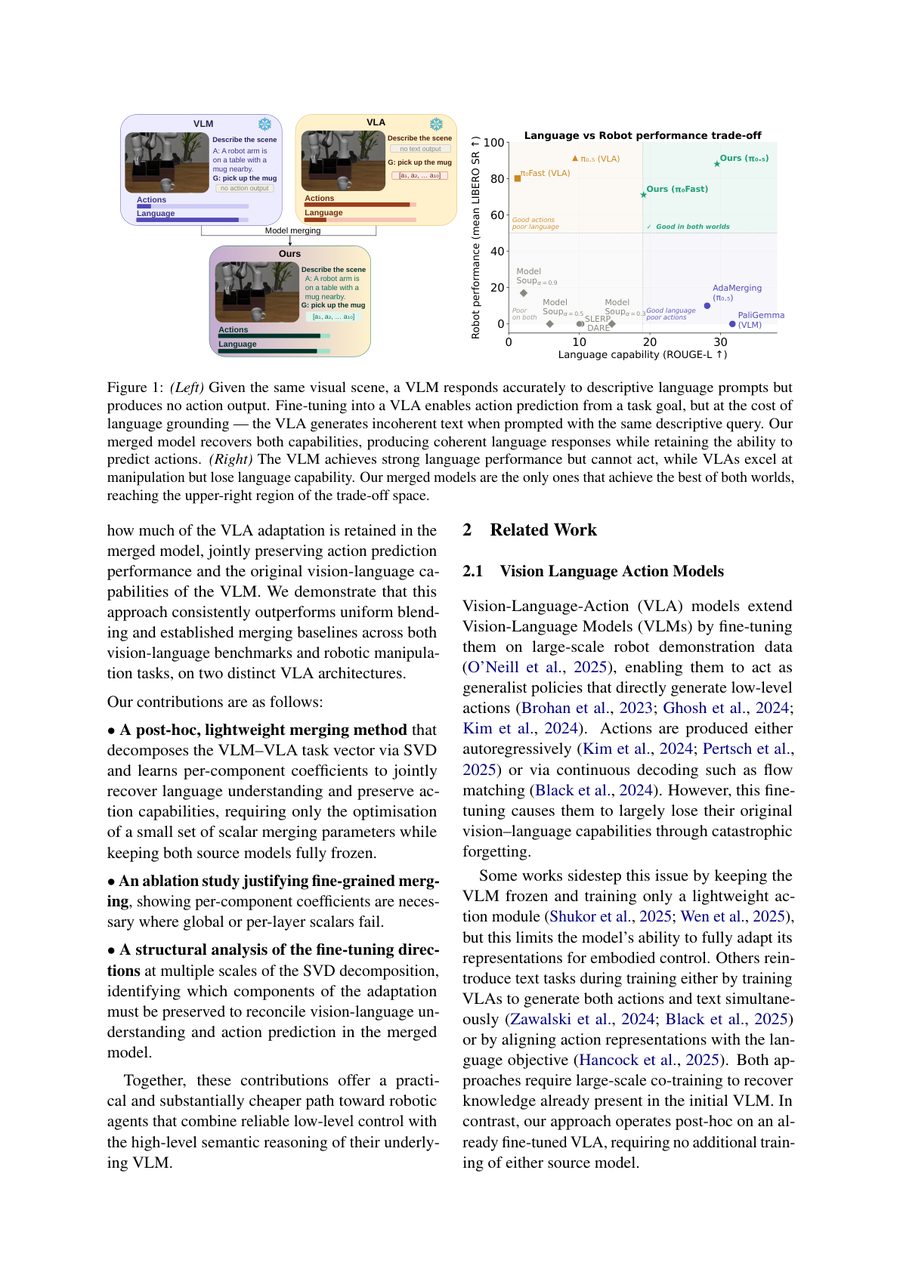 VLM
Describe the scene
A: A robot arm is
on a table with a
mug nearby.
G: pick up the mug
no action output
Actions
Language
VLA
Describe the scene
no text output
G: pick up the mug
[a₁, a₂, ... a₁₀]
Actions
Language
Model merging
Ours
Describe the scene
A: A robot arm is
on a table with a
mug nearby.
G: pick up the mug
[a₁, a₂, ... a₁₀]
Actions
Language
Language vs Robot performance trade-off
Robot performance (mean LIBERO SR ↑)
100
80
60
40
20
0
π₀.₅ (VLA)
π₀Fast (VLA)
Ours (π₀.₅)
Ours (π₀Fast)
Good actions
poor language
✓ Good in both worlds
Model
Soup α=0.9
Model
Soup α=0.5
Model
Soup α=0.3
SLERP
DARE
Poor
on both
Good language
poor actions
AdaMerging
(π₀.₅)
PaliGemma
(VLM)
0 10 20 30
Language capability (ROUGE-L ↑)
Figure 1: (Left) Given the same visual scene, a VLM responds accurately to descriptive language prompts but
produces no action output. Fine-tuning into a VLA enables action prediction from a task goal, but at the cost of
language grounding — the VLA generates incoherent text when prompted with the same descriptive query. Our
merged model recovers both capabilities, producing coherent language responses while retaining the ability to
predict actions. (Right) The VLM achieves strong language performance but cannot act, while VLAs excel at
manipulation but lose language capability. Our merged models are the only ones that achieve the best of both worlds,
reaching the upper-right region of the trade-off space.
how much of the VLA adaptation is retained in the
merged model, jointly preserving action prediction
performance and the original vision-language ca-
pabilities of the VLM. We demonstrate that this
approach consistently outperforms uniform blend-
ing and established merging baselines across both
vision-language benchmarks and robotic manipula-
tion tasks, on two distinct VLA architectures.
Our contributions are as follows:
• A post-hoc, lightweight merging method that
decomposes the VLM–VLA task vector via SVD
and learns per-component coefficients to jointly
recover language understanding and preserve ac-
tion capabilities, requiring only the optimisation
of a small set of scalar merging parameters while
keeping both source models fully frozen.
• An ablation study justifying fine-grained merg-
ing, showing per-component coefficients are neces-
sary where global or per-layer scalars fail.
• A structural analysis of the fine-tuning direc-
tions at multiple scales of the SVD decomposition,
identifying which components of the adaptation
must be preserved to reconcile vision-language un-
derstanding and action prediction in the merged
model.
Together, these contributions offer a practi-
cal and substantially cheaper path toward robotic
agents that combine reliable low-level control with
the high-level semantic reasoning of their underly-
ing VLM.
2 Related Work
2.1 Vision Language Action Models
Vision-Language-Action (VLA) models extend
Vision-Language Models (VLMs) by fine-tuning
them on large-scale robot demonstration data
(O'Neill et al., 2025), enabling them to act as
generalist policies that directly generate low-level
actions (Brohan et al., 2023; Ghosh et al., 2024;
Kim et al., 2024). Actions are produced either
autoregressively (Kim et al., 2024; Pertsch et al.,
2025) or via continuous decoding such as flow
matching (Black et al., 2024). However, this fine-
tuning causes them to largely lose their original
vision–language capabilities through catastrophic
forgetting.
Some works sidestep this issue by keeping the
VLM frozen and training only a lightweight ac-
tion module (Shukor et al., 2025; Wen et al., 2025),
but this limits the model's ability to fully adapt its
representations for embodied control. Others rein-
troduce text tasks during training either by training
VLAs to generate both actions and text simultane-
ously (Zawalski et al., 2024; Black et al., 2025)
or by aligning action representations with the lan-
guage objective (Hancock et al., 2025). Both ap-
proaches require large-scale co-training to recover
knowledge already present in the initial VLM. In
contrast, our approach operates post-hoc on an al-
ready fine-tuned VLA, requiring no additional train-
ing of either source model.